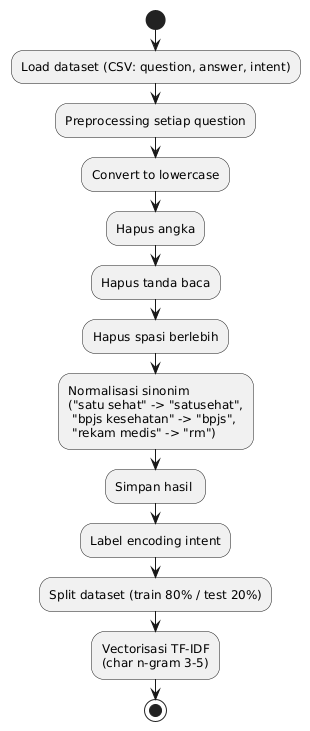 Load dataset (CSV: question, answer, intent)
Preprocessing setiap question
Convert to lowercase
Hapus angka
Hapus tanda baca
Hapus spasi berlebih
Normalisasi sinonim
("satu sehat" -> "satusehat",
"bpjs kesehatan" -> "bpjs",
"rekam medis" -> "rm")
Simpan hasil
Label encoding intent
Split dataset (train 80% / test 20%)
Vectorisasi TF-IDF
(char n-gram 3-5)